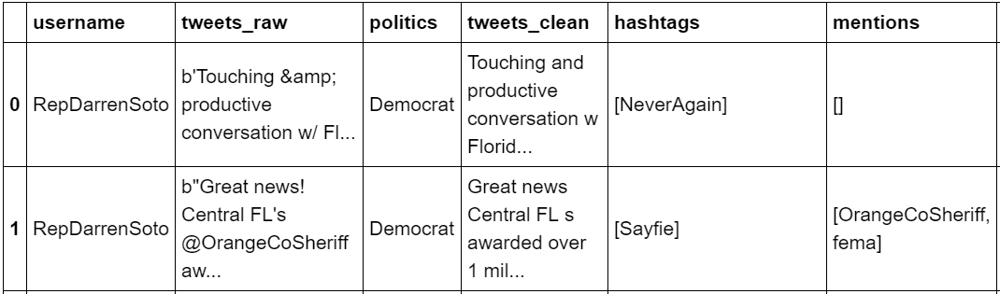 username tweets_raw politics tweets_clean hashtags mentions
0 RepDarrenSoto b'Touching &amp; productive conversation w/ Fl... Democrat Touching and productive conversation w Florid... [NeverAgain] []
1 RepDarrenSoto b"Great news! Central FL's @OrangeCoSheriff aw... Democrat Great news Central FL s awarded over 1 mil... [Sayfie] [OrangeCoSheriff, fema]